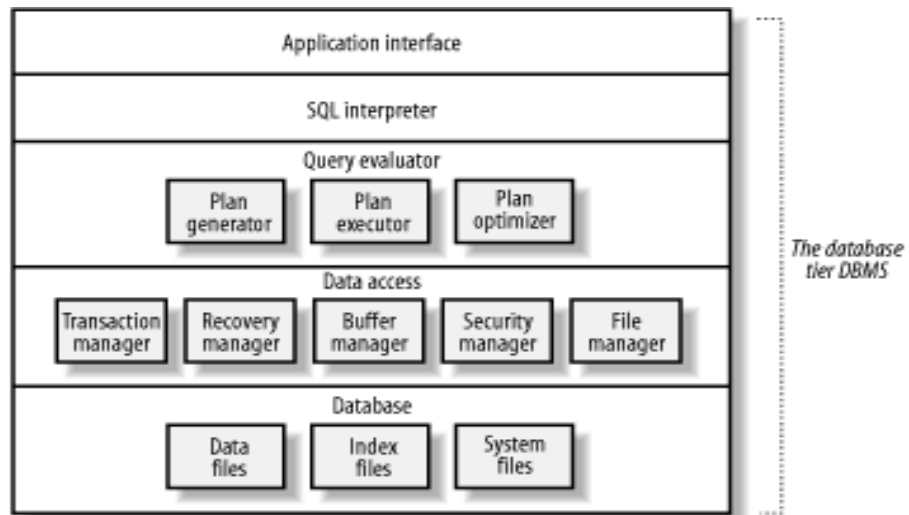 Application interface
SQL interpreter
Query evaluator
Plan
generator
Plan
executor
Plan
optimizer
The database
tier DBMS
Data access
Transaction
manager
Recovery
manager
Buffer
manager
Security
manager
File
manager
Database
Data
files
Index
files
System
files